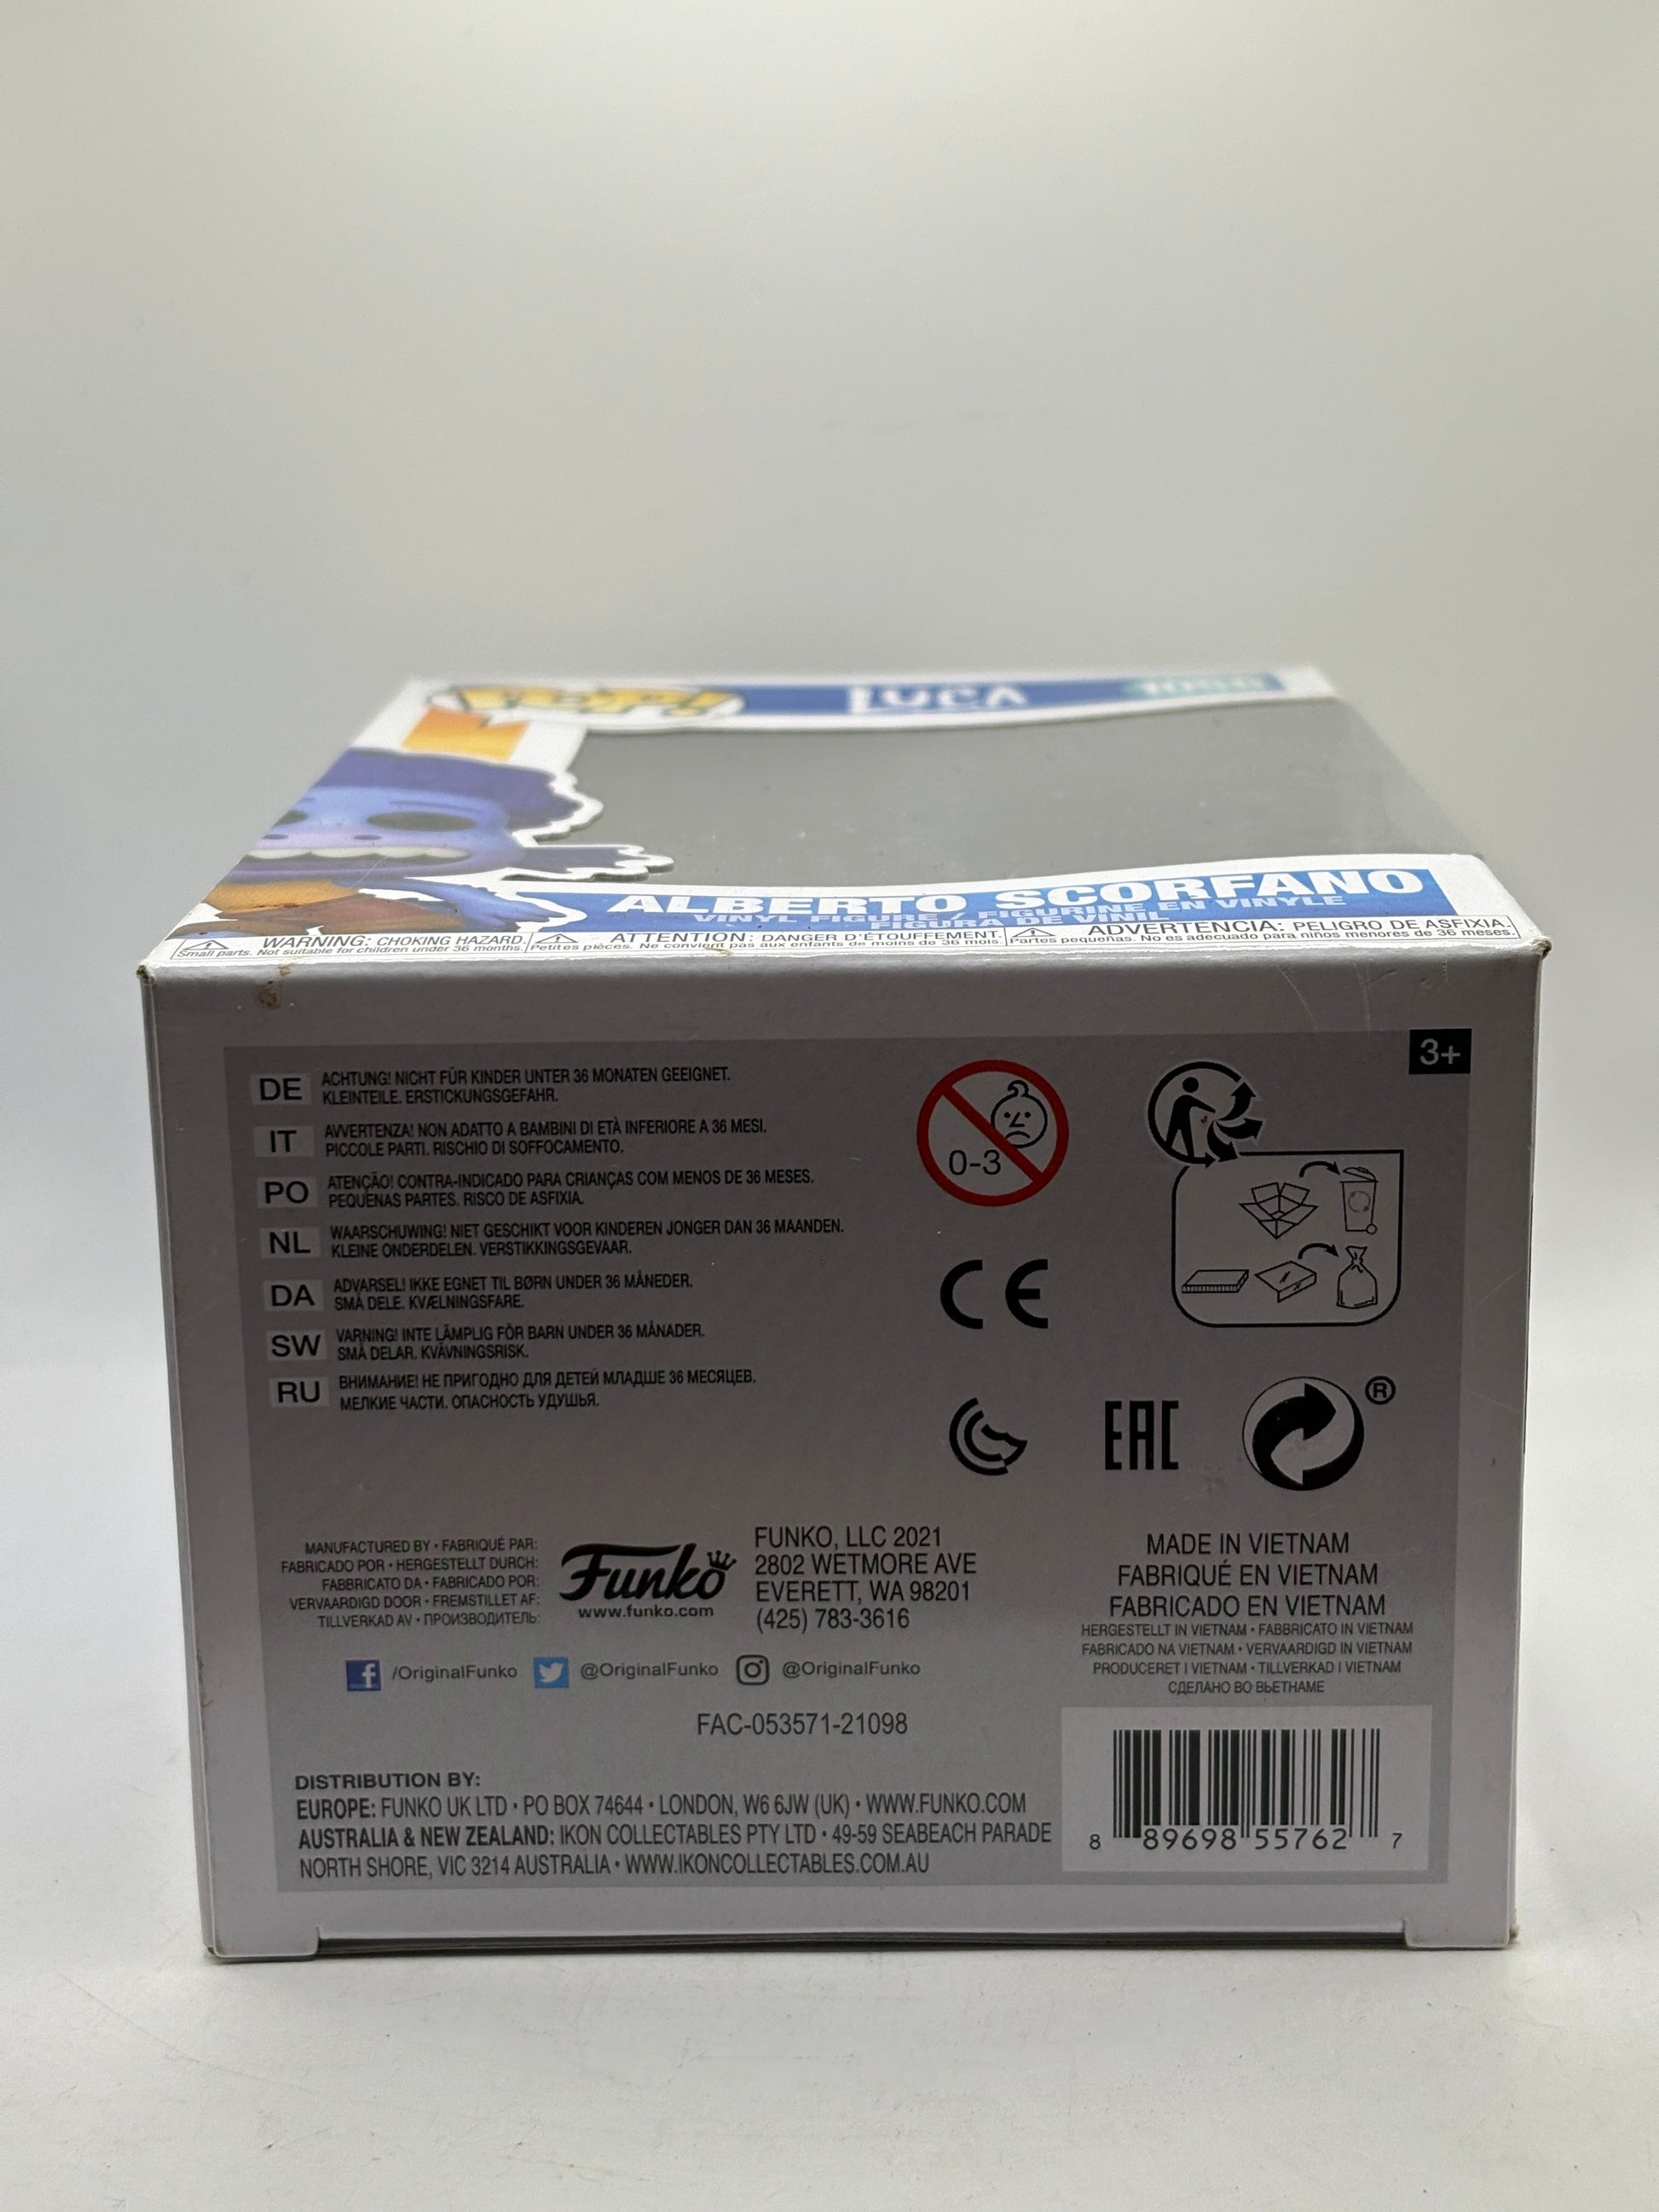 POP!
LUCA
ALBERTO SCORFANO
VINYL FIGURE / FIGURINE EN VINYLE
FIGURA DE VINIL
WARNING: CHOKING HAZARD.
Small parts. Not suitable for children under 36 months.
ATTENTION: DANGER D'ÉTOUFFEMENT.
Petites pièces. Ne convient pas aux enfants de moins de 36 mois.
ADVERTENCIA: PELIGRO DE ASFIXIA.
Partes pequeñas. No es adecuado para niños menores de 36 meses.
3+
DE ACHTUNG! NICHT FÜR KINDER UNTER 36 MONATEN GEEIGNET.
KLEINTEILE. ERSTICKUNGSGEFAHR.
IT AVVERTENZA! NON ADATTO A BAMBINI DI ETÀ INFERIORE A 36 MESI.
PICCOLE PARTI. RISCHIO DI SOFFOCAMENTO.
PO ATENÇÃO! CONTRA-INDICADO PARA CRIANÇAS COM MENOS DE 36 MESES.
PEQUENAS PARTES. RISCO DE ASFIXIA.
NL WAARSCHUWING! NIET GESCHIKT VOOR KINDEREN JONGER DAN 36 MAANDEN.
KLEINE ONDERDELEN. VERSTIKKINGSGEVAAR.
DA ADVARSEL! IKKE EGNET TIL BØRN UNDER 36 MÅNEDER.
SMÅ DELE. KVÆLNINGSFARE.
SW VARNING! INTE LÄMPLIG FÖR BARN UNDER 36 MÅNADER.
SMÅ DELAR. KVÄVNINGSRISK.
RU ВНИМАНИЕ! НЕ ПРИГОДНО ДЛЯ ДЕТЕЙ МЛАДШЕ 36 МЕСЯЦЕВ.
МЕЛКИЕ ЧАСТИ. ОПАСНОСТЬ УДУШЬЯ.
0-3
CE
EAC
®
MANUFACTURED BY • FABRIQUÉ PAR:
FABRICADO POR • HERGESTELLT DURCH:
FABBRICATO DA • FABRICADO POR:
VERVAARDIGD DOOR • FREMSTILLET AF:
TILLVERKAD AV • ПРОИЗВОДИТЕЛЬ:
Funko
www.funko.com
FUNKO, LLC 2021
2802 WETMORE AVE
EVERETT, WA 98201
(425) 783-3616
MADE IN VIETNAM
FABRIQUÉ EN VIETNAM
FABRICADO EN VIETNAM
HERGESTELLT IN VIETNAM • FABBRICATO IN VIETNAM
FABRICADO NA VIETNAM • VERVAARDIGD IN VIETNAM
PRODUCERET I VIETNAM • TILLVERKAD I VIETNAM
СДЕЛАНО ВО ВЬЕТНАМЕ
/OriginalFunko @OriginalFunko @OriginalFunko
FAC-053571-21098
DISTRIBUTION BY:
EUROPE: FUNKO UK LTD • PO BOX 74644 • LONDON, W6 6JW (UK) • WWW.FUNKO.COM
AUSTRALIA & NEW ZEALAND: IKON COLLECTABLES PTY LTD • 49-59 SEABEACH PARADE
NORTH SHORE, VIC 3214 AUSTRALIA • WWW.IKONCOLLECTABLES.COM.AU
8 89698 55762 7